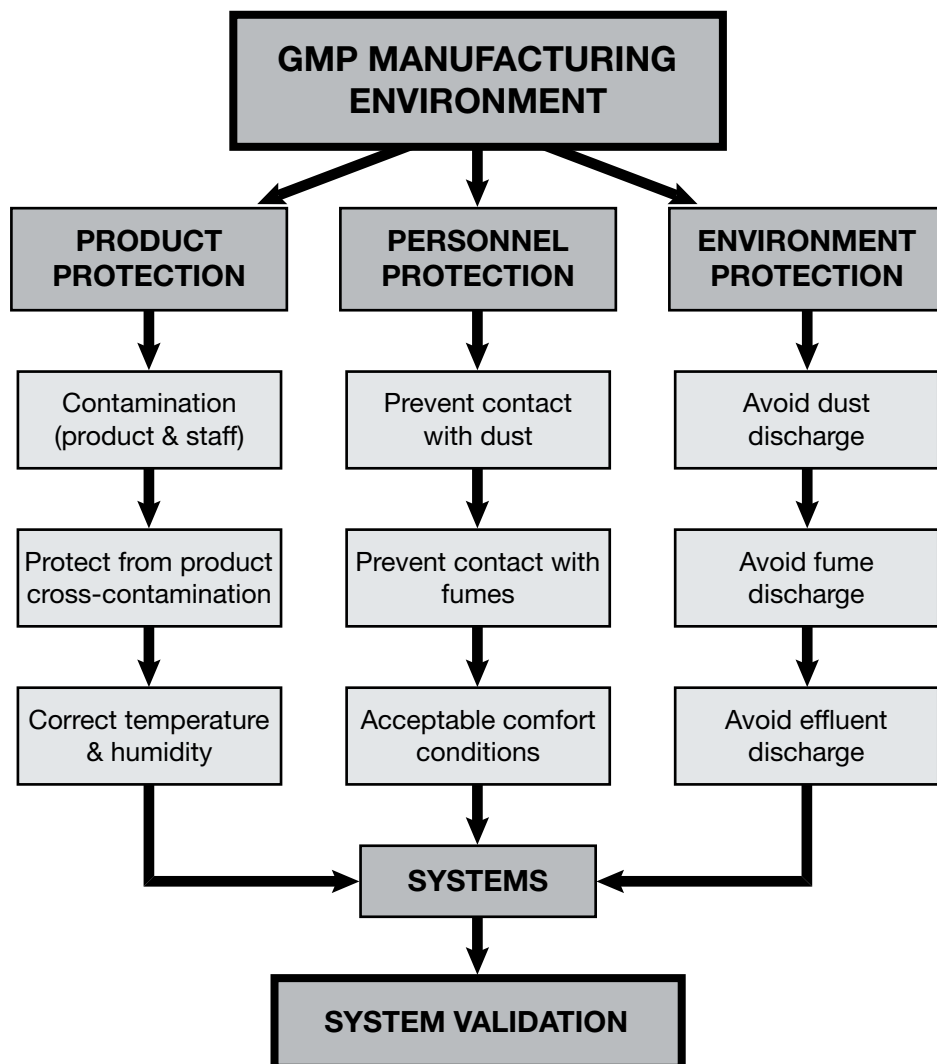 GMP MANUFACTURING
ENVIRONMENT
PRODUCT
PROTECTION
PERSONNEL
PROTECTION
ENVIRONMENT
PROTECTION
Contamination
(product & staff)
Prevent contact
with dust
Avoid dust
discharge
Protect from product
cross-contamination
Prevent contact with
fumes
Avoid fume
discharge
Correct temperature
& humidity
Acceptable comfort
conditions
Avoid effluent
discharge
SYSTEMS
SYSTEM VALIDATION